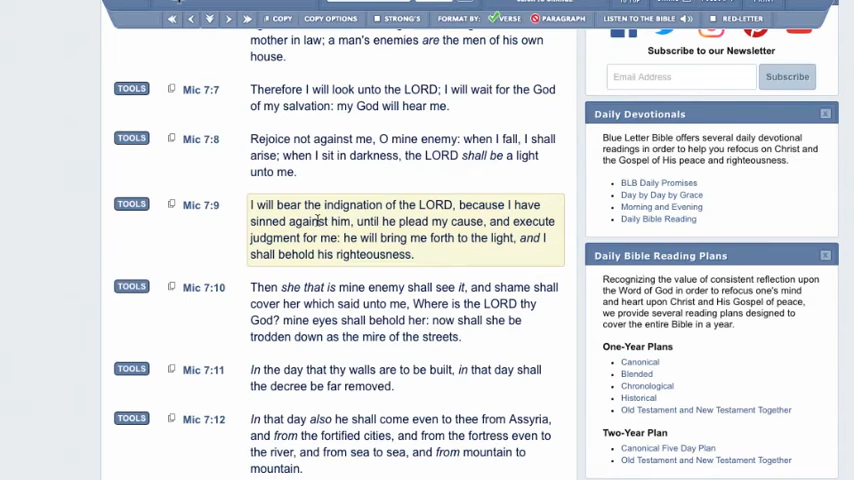 COPY
COPY OPTIONS
STRONG'S
FORMAT BY:
VERSE
PARAGRAPH
LISTEN TO THE BIBLE
RED-LETTER
mother in law; a man's enemies are the men of his own
house.
TOOLS
Mic 7:7
Therefore I will look unto the LORD; I will wait for the God
of my salvation: my God will hear me.
TOOLS
Mic 7:8
Rejoice not against me, O mine enemy: when I fall, I shall
arise; when I sit in darkness, the LORD shall be a light
unto me.
TOOLS
Mic 7:9
I will bear the indignation of the LORD, because I have
sinned against him, until he plead my cause, and execute
judgment for me: he will bring me forth to the light, and I
shall behold his righteousness.
TOOLS
Mic 7:10
Then she that is mine enemy shall see it, and shame shall
cover her which said unto me, Where is the LORD thy
God? mine eyes shall behold her: now shall she be
trodden down as the mire of the streets.
TOOLS
Mic 7:11
In the day that thy walls are to be built, in that day shall
the decree be far removed.
TOOLS
Mic 7:12
In that day also he shall come even to thee from Assyria,
and from the fortified cities, and from the fortress even to
the river, and from sea to sea, and from mountain to
mountain.
Subscribe to our Newsletter
Email Address
Subscribe
Daily Devotionals
x
Blue Letter Bible offers several daily devotional
readings in order to help you refocus on Christ and
the Gospel of His peace and righteousness.
BLB Daily Promises
Day by Day by Grace
Morning and Evening
Daily Bible Reading
Daily Bible Reading Plans
x
Recognizing the value of consistent reflection upon
the Word of God in order to refocus one's mind
and heart upon Christ and His Gospel of peace,
we provide several reading plans designed to
cover the entire Bible in a year.
One-Year Plans
Canonical
Blended
Chronological
Historical
Old Testament and New Testament Together
Two-Year Plan
Canonical Five Day Plan
Old Testament and New Testament Together